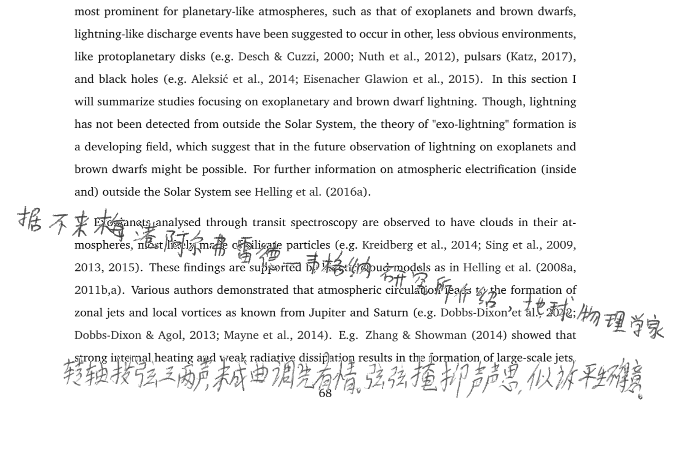 most prominent for planetary-like atmospheres, such as that of exoplanets and brown dwarfs,
lightning-like discharge events have been suggested to occur in other, less obvious environments,
like protoplanetary disks (e.g. Desch & Cuzzi, 2000; Nuth et al., 2012), pulsars (Katz, 2017),
and black holes (e.g. Aleksić et al., 2014; Eisenacher Glawion et al., 2015). In this section I
will summarize studies focusing on exoplanetary and brown dwarf lightning. Though, lightning
has not been detected from outside the Solar System, the theory of "exo-lightning" formation is
a developing field, which suggest that in the future observation of lightning on exoplanets and
brown dwarfs might be possible. For further information on atmospheric electrification (inside
and) outside the Solar System see Helling et al. (2016a).
Exoplanets analysed through transit spectroscopy are observed to have clouds in their at-
mospheres, most likely made of silicate particles (e.g. Kreidberg et al., 2014; Sing et al., 2009,
2013, 2015). These findings are supported by various cloud models as in Helling et al. (2008a,
2011b,a). Various authors demonstrated that atmospheric circulation leads to the formation of
zonal jets and local vortices as known from Jupiter and Saturn (e.g. Dobbs-Dixon et al., 2012;
Dobbs-Dixon & Agol, 2013; Mayne et al., 2014). E.g. Zhang & Showman (2014) showed that
strong internal heating and weak radiative dissipation results in the formation of large-scale jets.
据不来梅港阿尔弗雷德一韦格纳研究所介绍，地球物理学家
转轴拨弦三两声未成曲调先有情。弦弦掩抑声声思，似诉平生不得意。
68